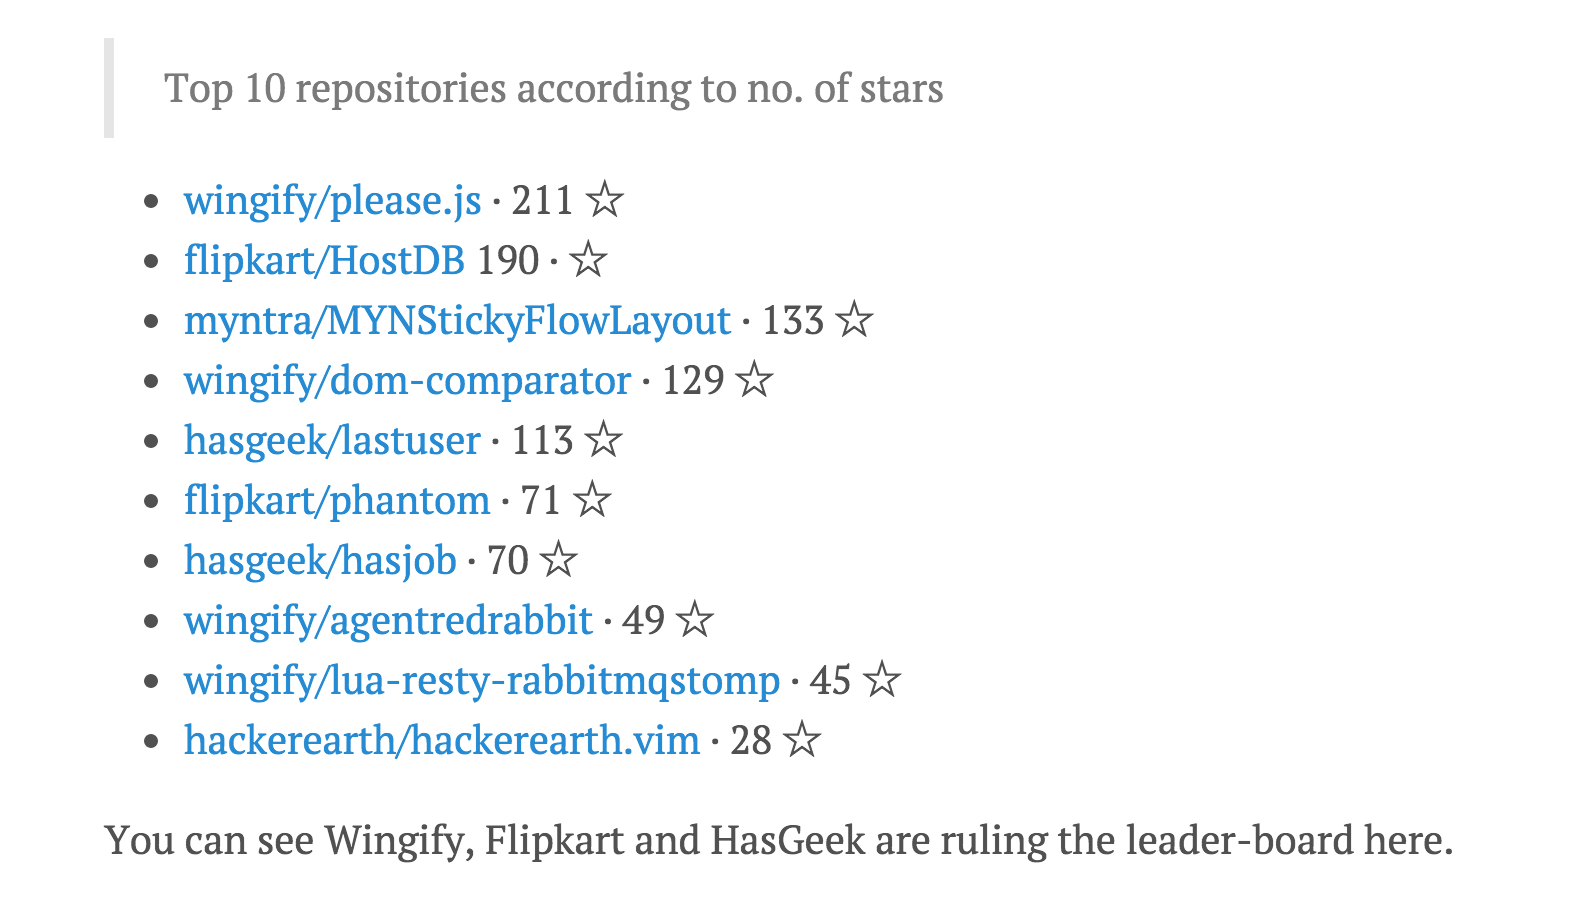 Top 10 repositories according to no. of stars
• wingify/please.js · 211 ☆
• flipkart/HostDB 190 · ☆
• myntra/MYNStickyFlowLayout · 133 ☆
• wingify/dom-comparator · 129 ☆
• hasgeek/lastuser · 113 ☆
• flipkart/phantom · 71 ☆
• hasgeek/hasjob · 70 ☆
• wingify/agentredrabbit · 49 ☆
• wingify/lua-resty-rabbitmqstomp · 45 ☆
• hackerearth/hackerearth.vim · 28 ☆
You can see Wingify, Flipkart and HasGeek are ruling the leader-board here.